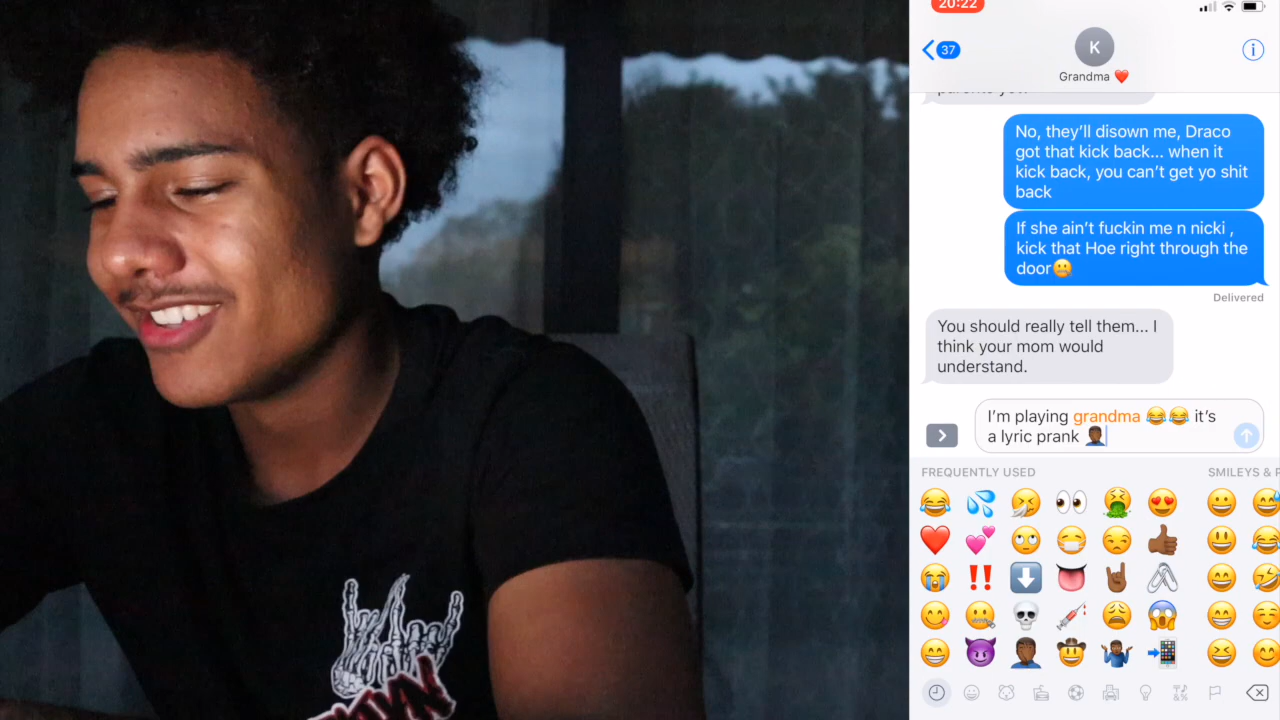 20:22
37
K
Grandma ❤️
No, they'll disown me, Draco
got that kick back... when it
kick back, you can't get yo shit
back
If she ain't fuckin me n nicki ,
kick that Hoe right through the
door🤐
Delivered
You should really tell them... I
think your mom would
understand.
I'm playing grandma 😂😂 it's
a lyric prank 🤦🏾‍♂️
FREQUENTLY USED
SMILEYS & P